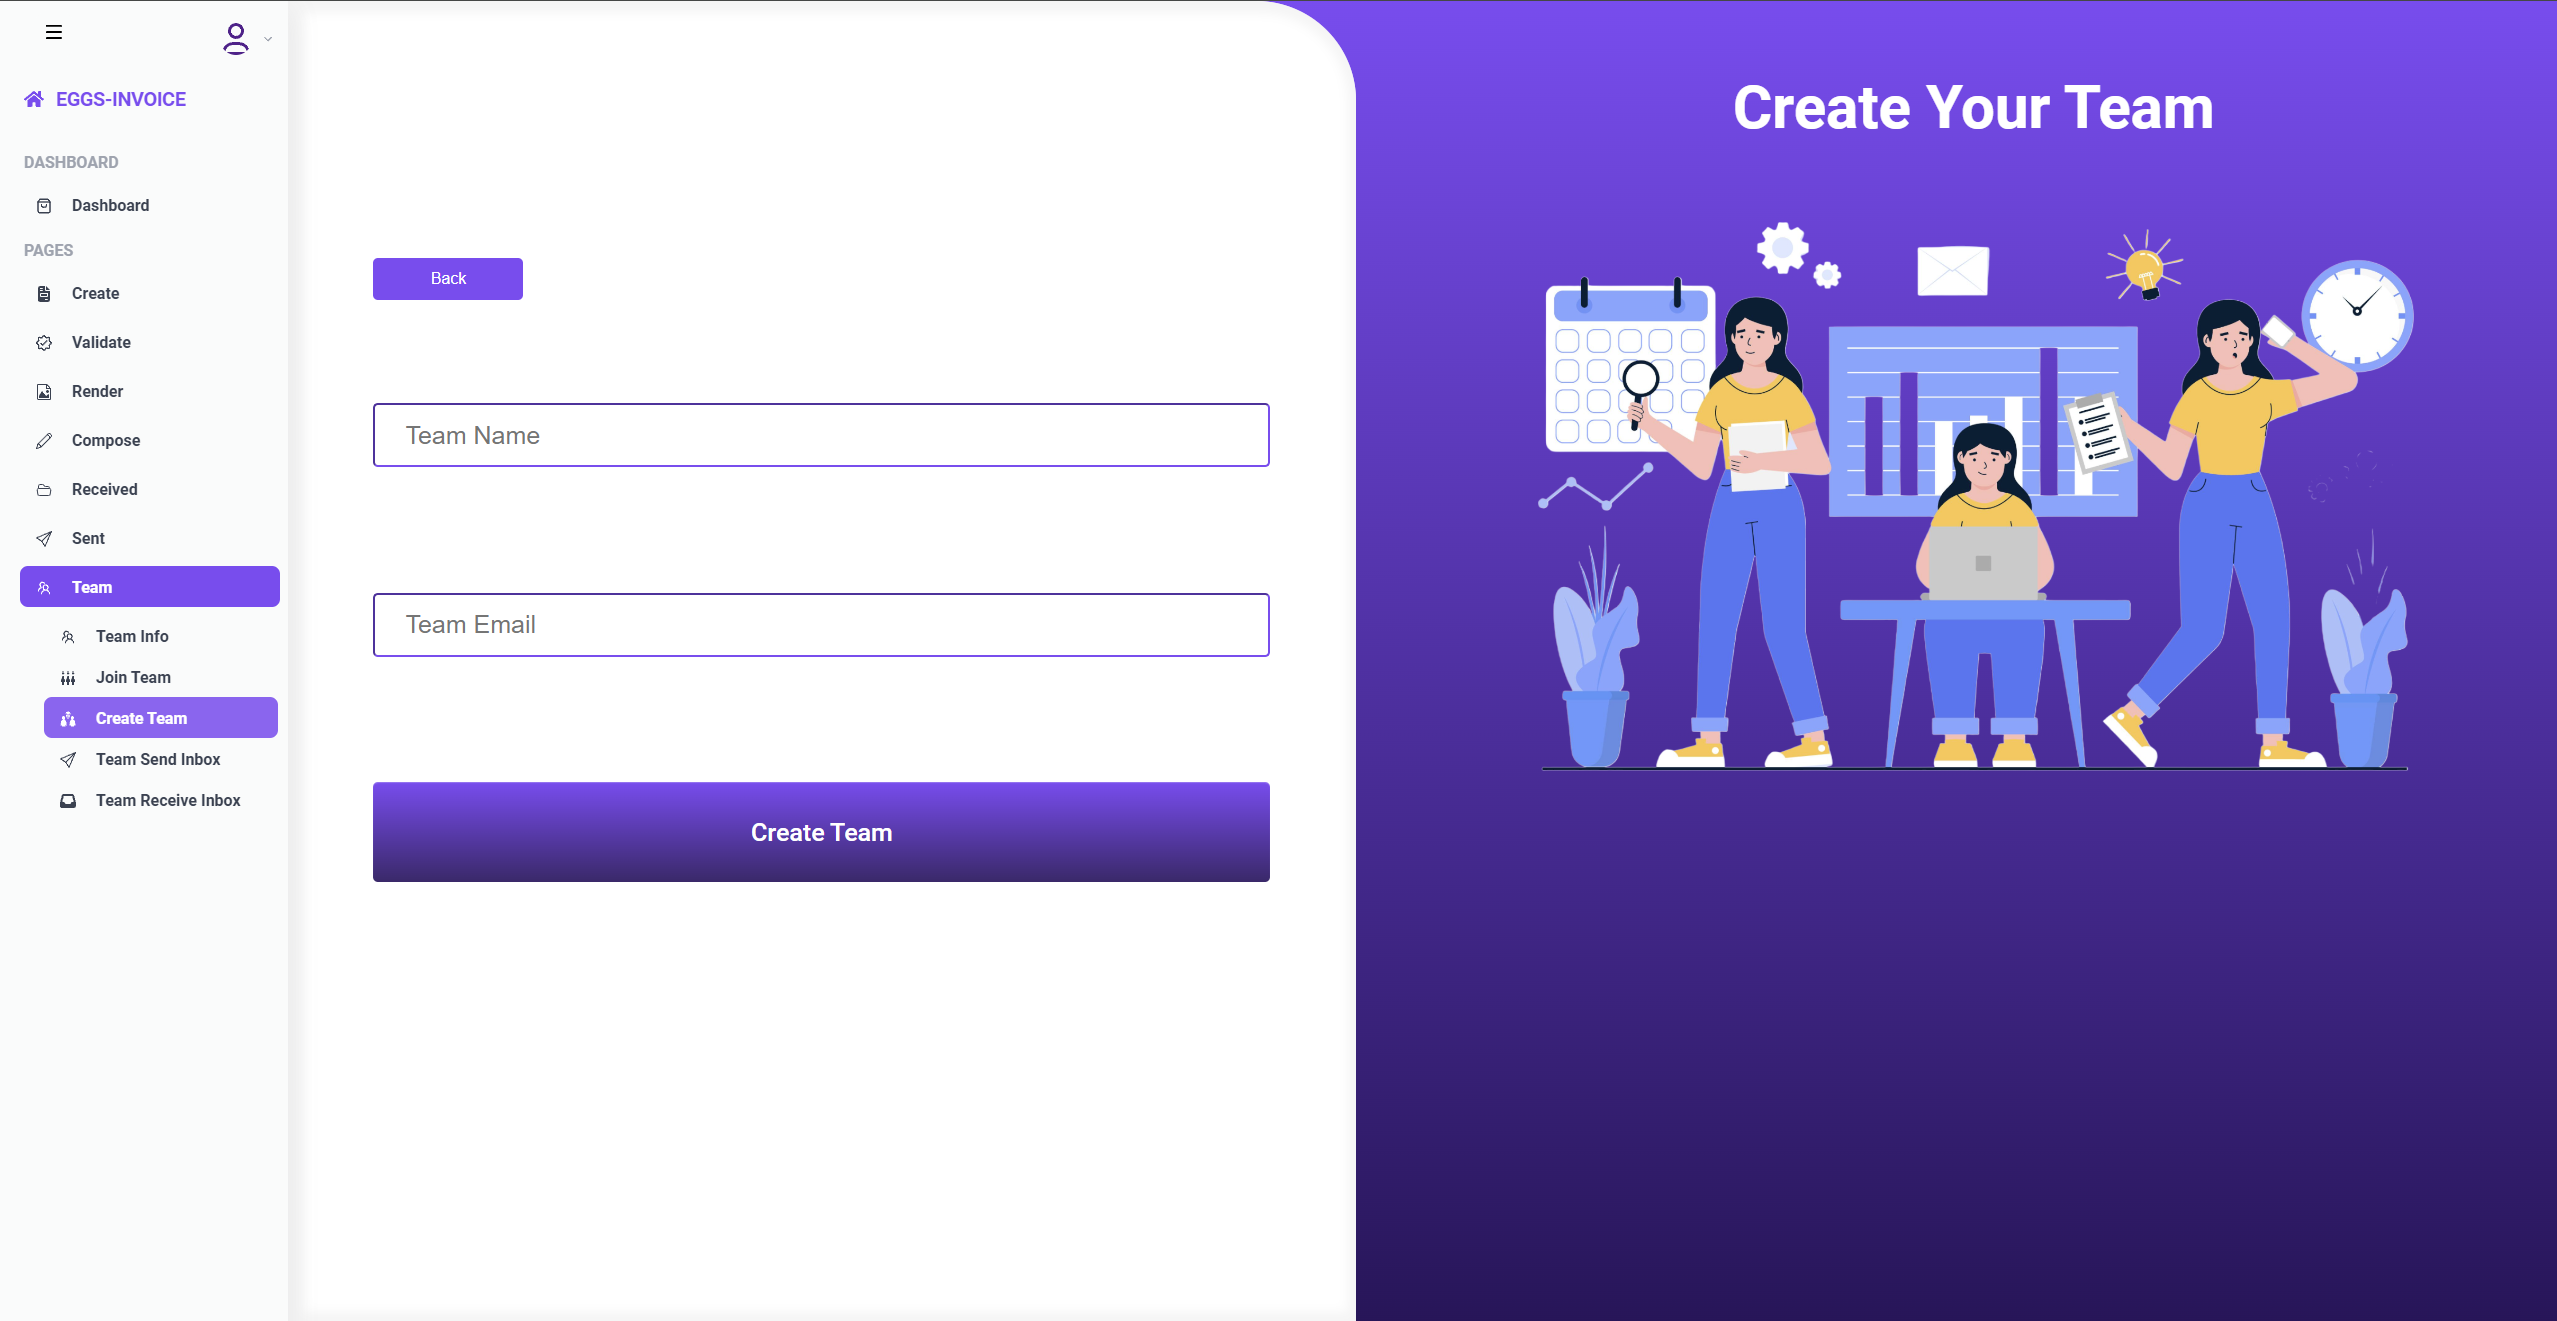 EGGS-INVOICE
DASHBOARD
Dashboard
PAGES
Create
Validate
Render
Compose
Received
Sent
Team
Team Info
Join Team
Create Team
Team Send Inbox
Team Receive Inbox
Back
Team Name
Team Email
Create Team
Create Your Team